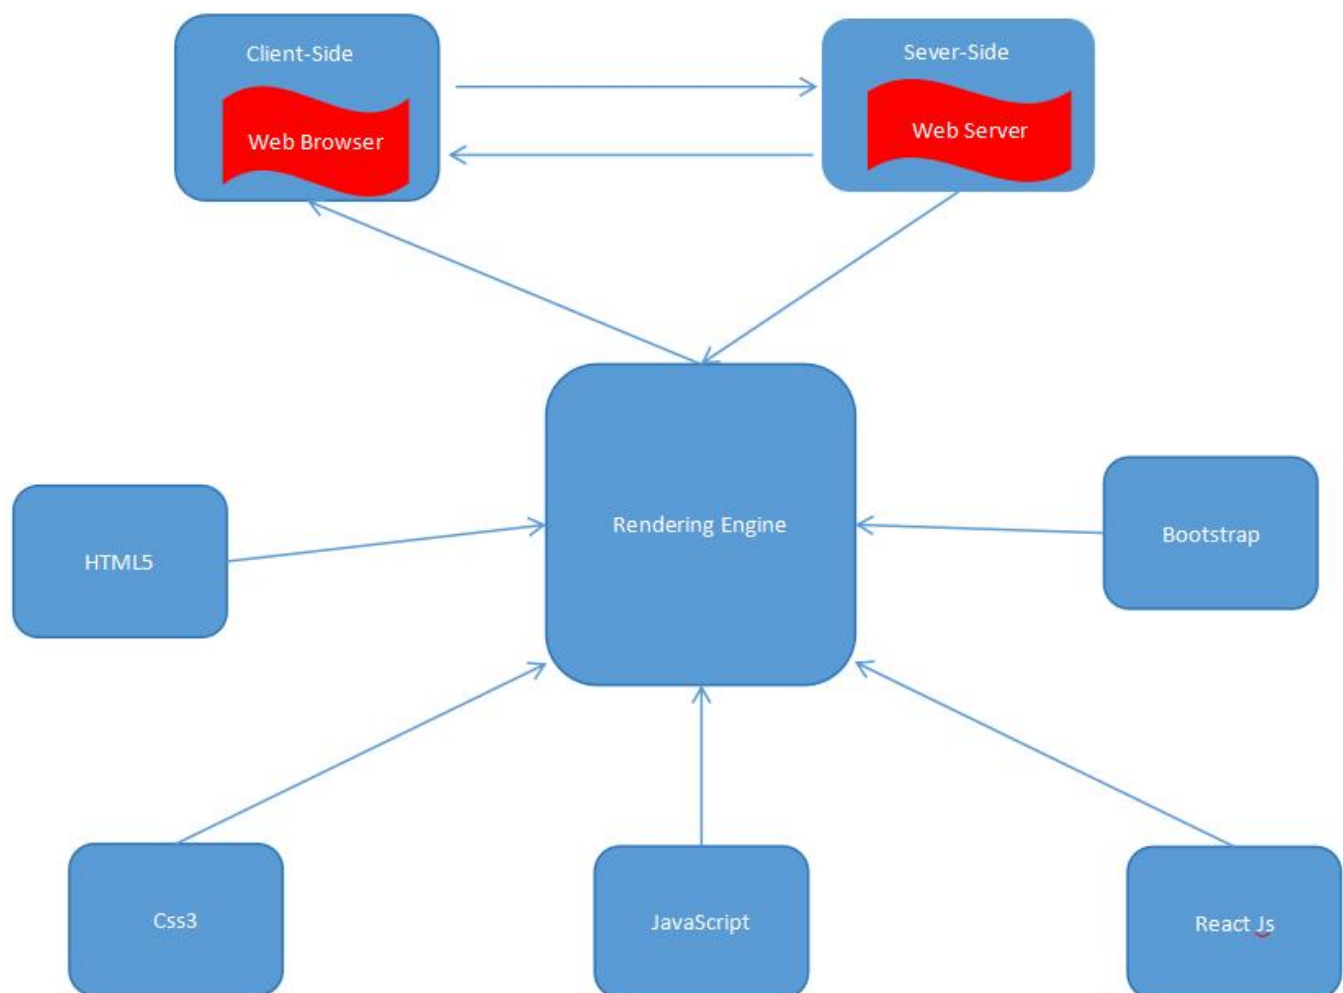 Client-Side
Sever-Side
Web Browser
Web Server
Rendering Engine
HTML5
Bootstrap
Css3
JavaScript
React Js